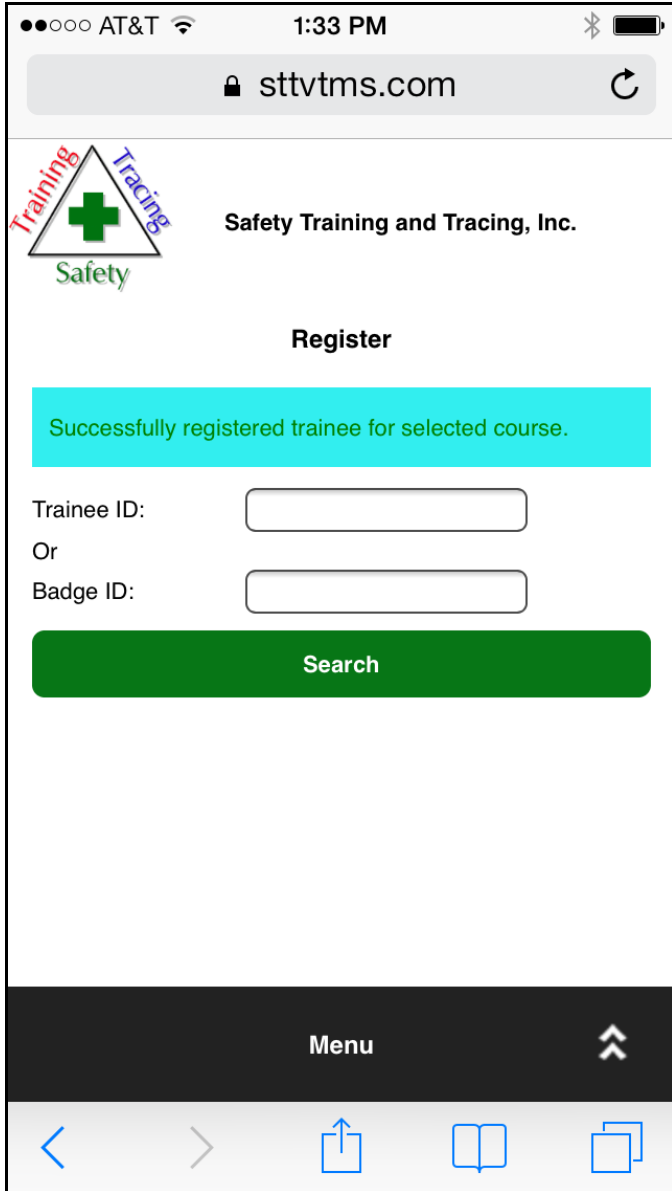 AT&T 1:33 PM
sttvtms.com
Training Tracing
Safety
Safety Training and Tracing, Inc.
Register
Successfully registered trainee for selected course.
Trainee ID:
Or
Badge ID:
Search
Menu